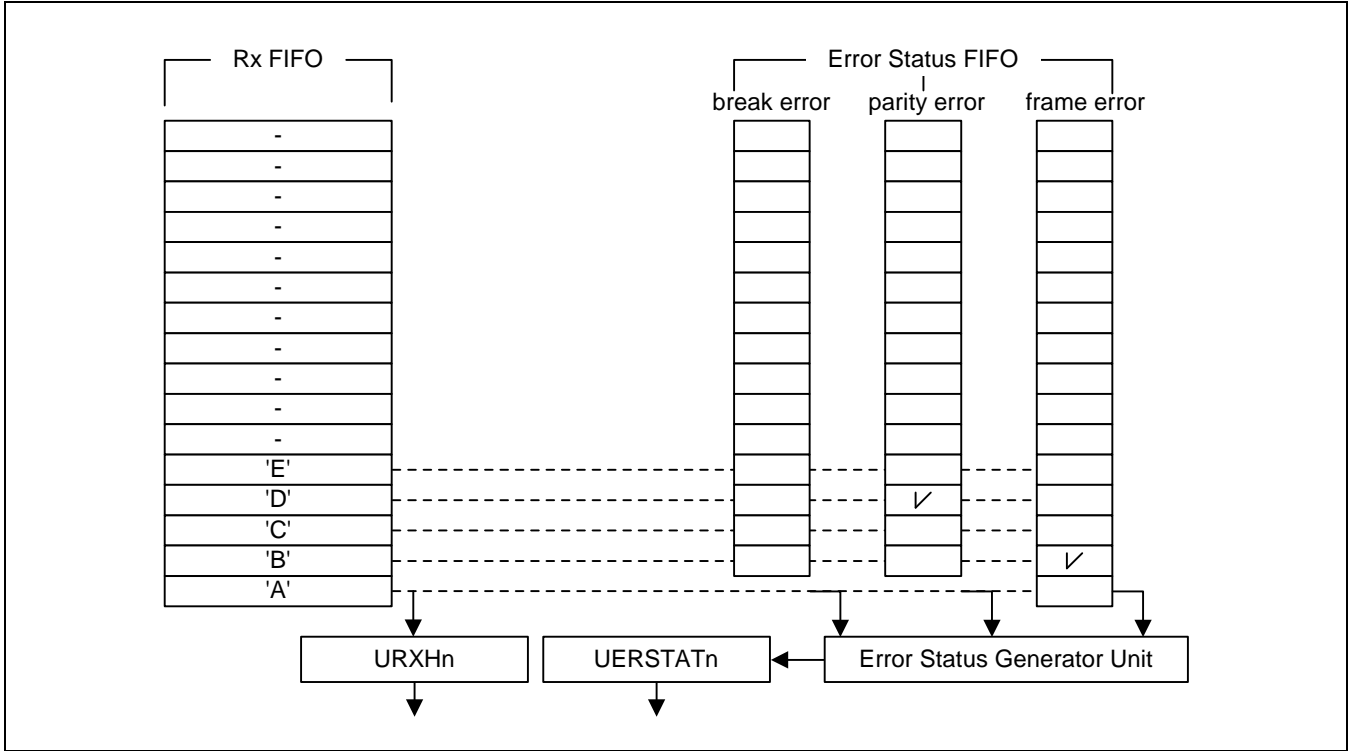 Rx FIFO
Error Status FIFO
break error parity error frame error
-
-
-
-
-
-
-
-
-
-
-
'E'
'D'
'C'
'B'
'A'
URXHn
UERSTATn
Error Status Generator Unit